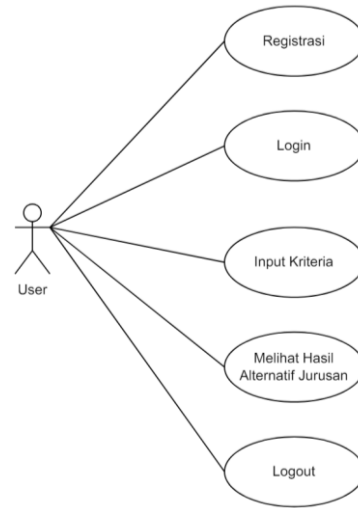 Registrasi
Login
User
Input Kriteria
Melihat Hasil
Alternatif Jurusan
Logout